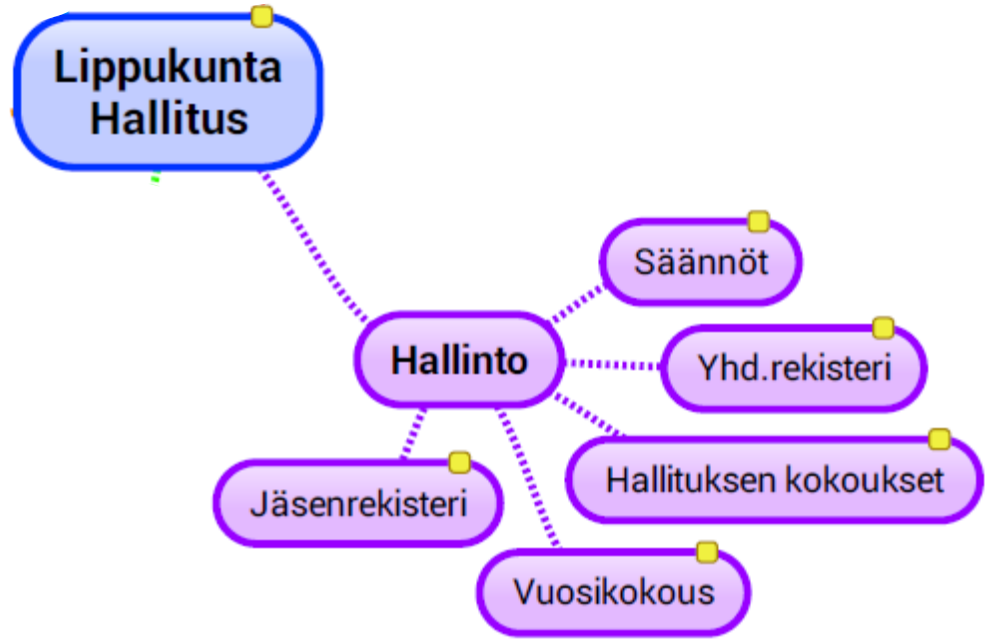 Lippukunta
Hallitus
Säännöt
Hallinto
Yhd.rekisteri
Hallituksen kokoukset
Jäsenrekisteri
Vuosikokous